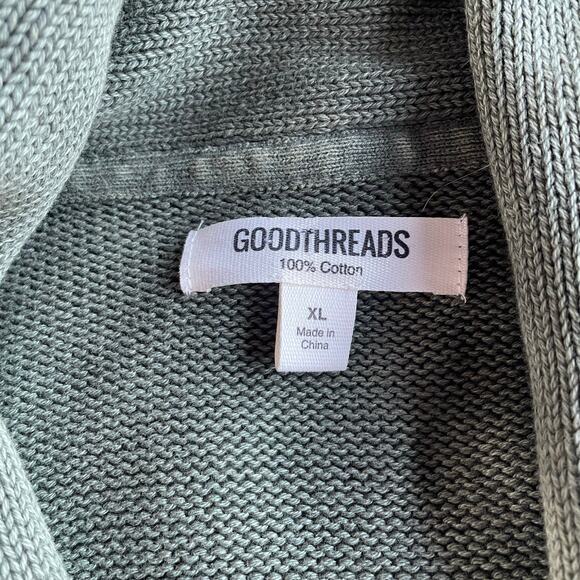 GOODTHREADS
100% Cotton
XL
Made in
China